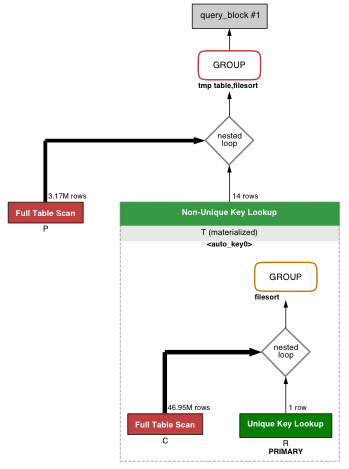 query_block #1
GROUP
tmp table,filesort
nested
loop
3.17M rows
14 rows
Full Table Scan
P
Non-Unique Key Lookup
T (materialized)
<auto_key0>
GROUP
filesort
nested
loop
46.95M rows
1 row
Full Table Scan
C
Unique Key Lookup
R
PRIMARY